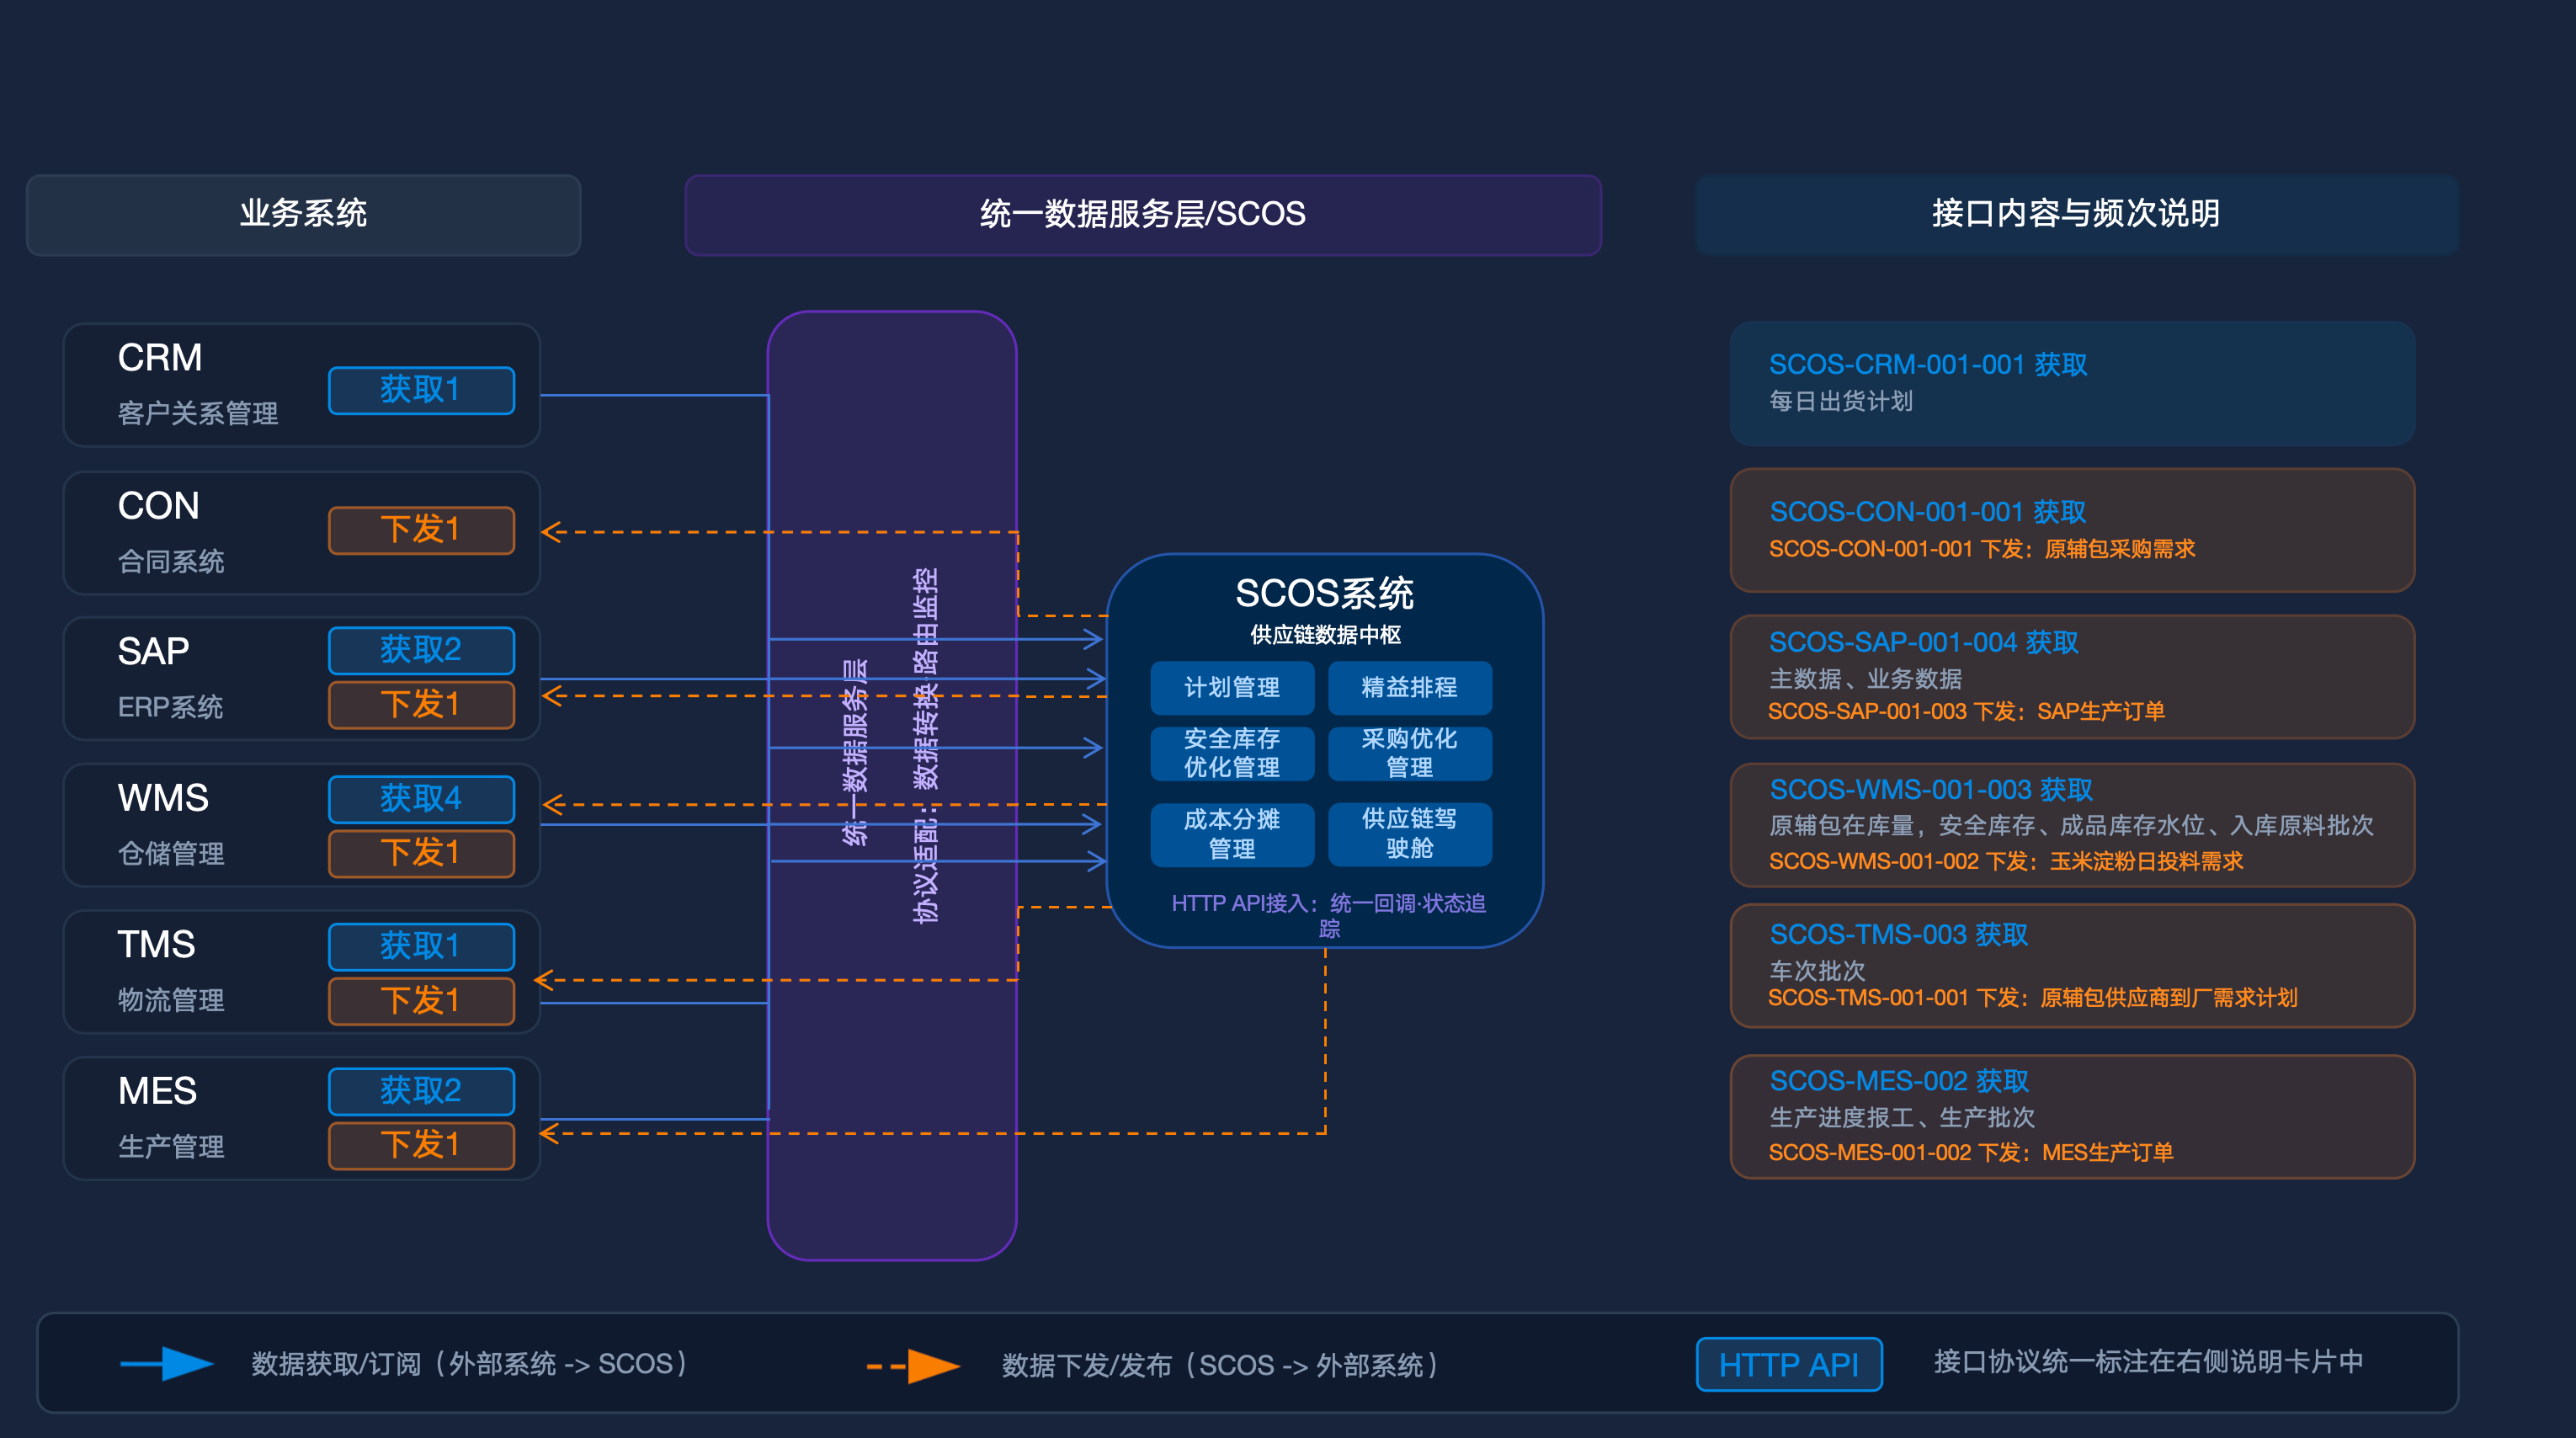 业务系统
统一数据服务层/SCOS
接口内容与频次说明
CRM
客户关系管理
获取1
CON
合同系统
下发1
SAP
ERP系统
获取2
下发1
WMS
仓储管理
获取4
下发1
TMS
物流管理
获取1
下发1
MES
生产管理
获取2
下发1
统一数据服务层
协议适配：数据转换·路由监控
SCOS系统
供应链数据中枢
计划管理
精益排程
安全库存
优化管理
采购优化
管理
成本分摊
管理
供应链驾
驶舱
HTTP API接入：统一回调·状态追
踪
SCOS-CRM-001-001 获取
每日出货计划
SCOS-CON-001-001 获取
SCOS-CON-001-001 下发：原辅包采购需求
SCOS-SAP-001-004 获取
主数据、业务数据
SCOS-SAP-001-003 下发：SAP生产订单
SCOS-WMS-001-003 获取
原辅包在库量，安全库存、成品库存水位、入库原料批次
SCOS-WMS-001-002 下发：玉米淀粉日投料需求
SCOS-TMS-003 获取
车次批次
SCOS-TMS-001-001 下发：原辅包供应商到厂需求计划
SCOS-MES-002 获取
生产进度报工、生产批次
SCOS-MES-001-002 下发：MES生产订单
数据获取/订阅（外部系统 -> SCOS）
数据下发/发布（SCOS -> 外部系统）
HTTP API
接口协议统一标注在右侧说明卡片中